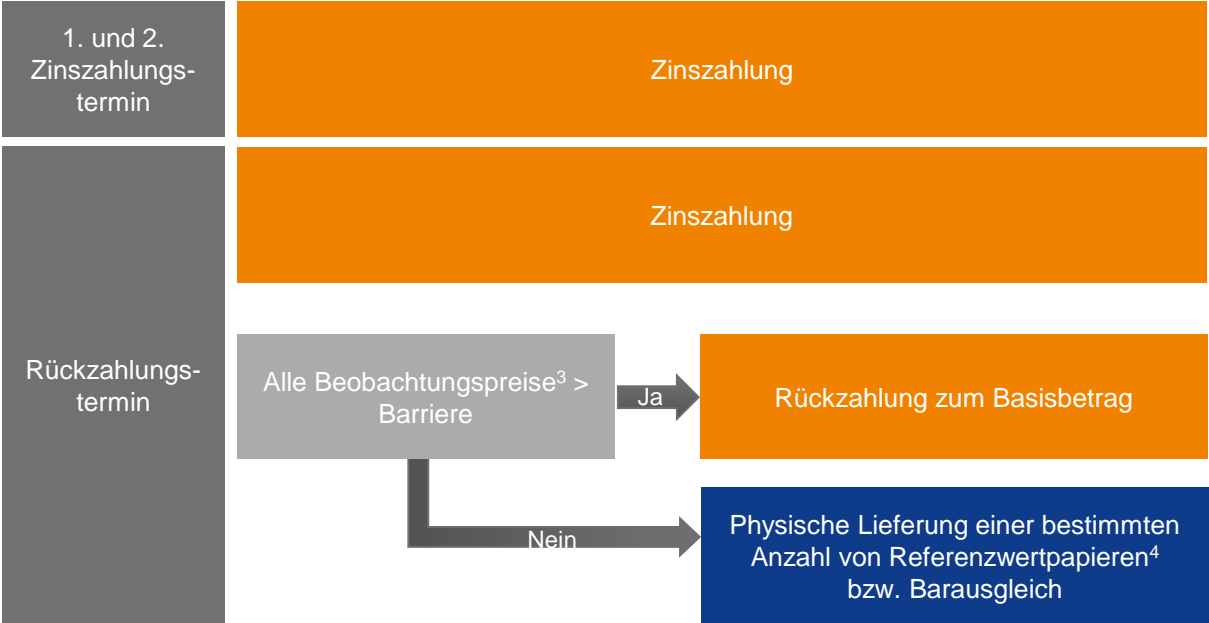 1. und 2.
Zinszahlungs-
termin
Zinszahlung
Zinszahlung
Rückzahlungs-
termin
Alle Beobachtungspreise³ >
Barriere
Ja
Rückzahlung zum Basisbetrag
Nein
Physische Lieferung einer bestimmten
Anzahl von Referenzwertpapieren⁴
bzw. Barausgleich